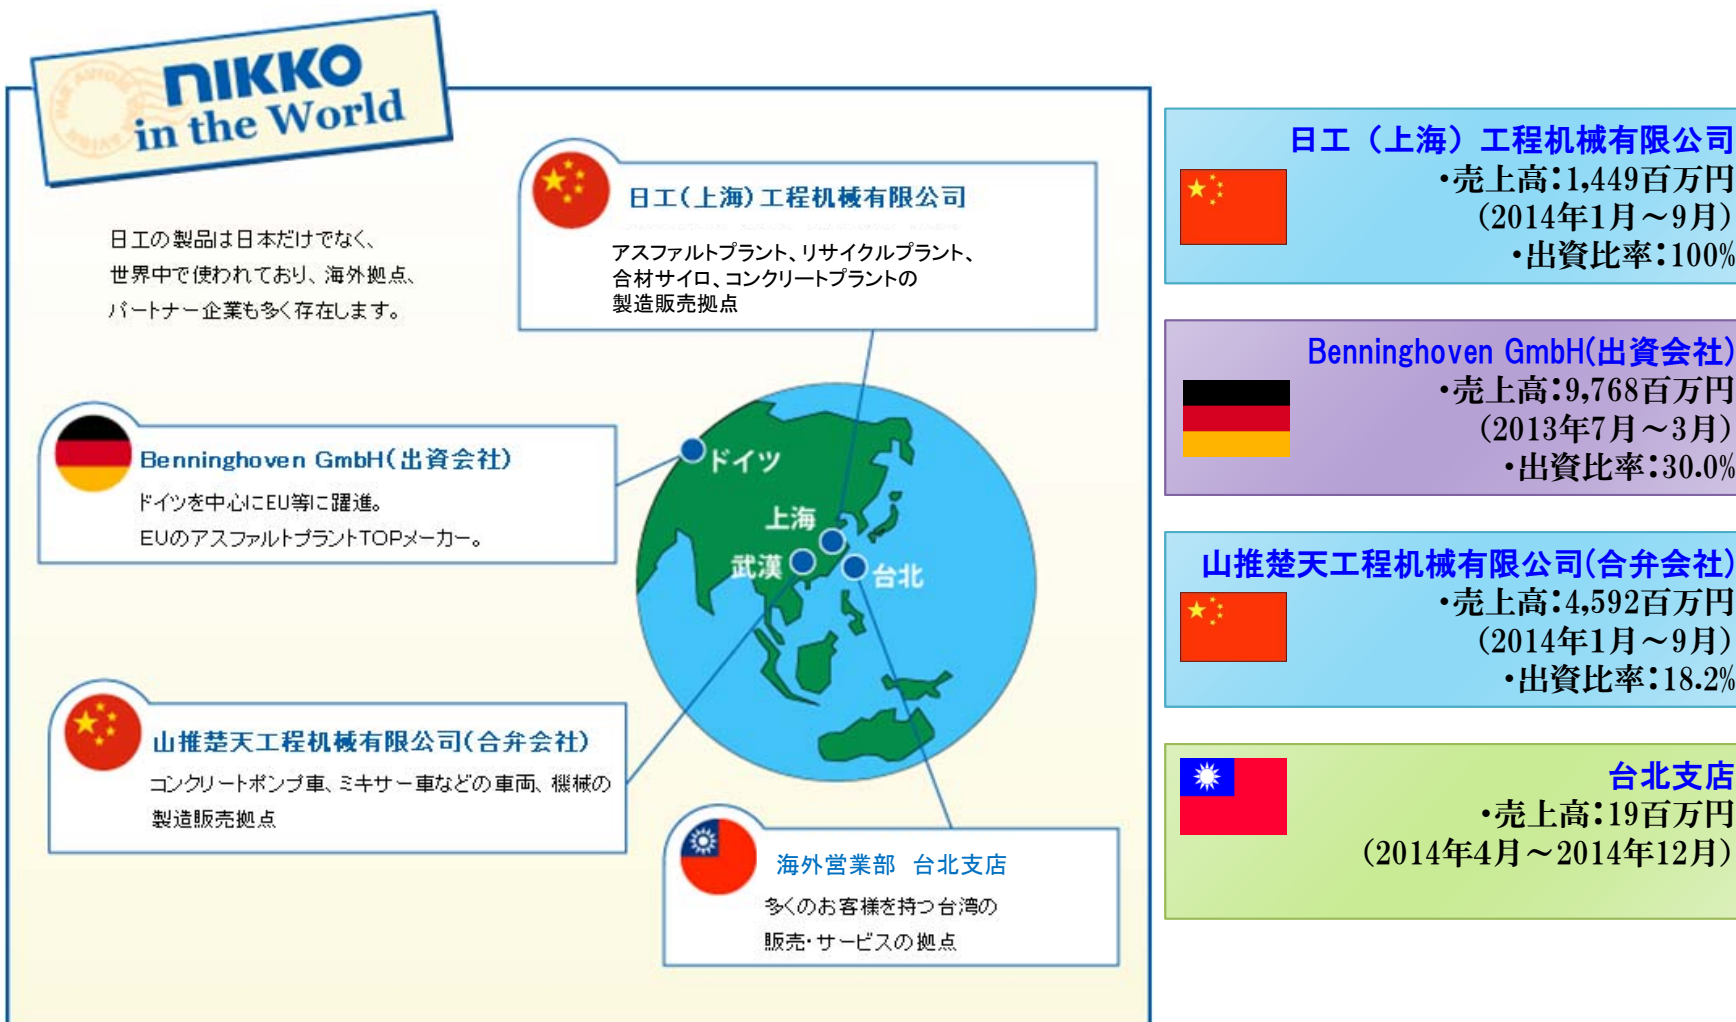 NIKKO
in the World
日工の製品は日本だけでなく、
世界中で使われており、海外拠点、
パートナー企業も多く存在します。
日工(上海)工程机械有限公司
アスファルトプラント、リサイクルプラント、
合材サイロ、コンクリートプラントの
製造販売拠点
Benninghoven GmbH(出資会社)
ドイツを中心にEU等に躍進。
EUのアスファルトプラントTOPメーカー。
ドイツ
上海
武漢
台北
山推楚天工程机械有限公司(合弁会社)
コンクリートポンプ車、ミキサー車などの車両、機械の
製造販売拠点
海外営業部 台北支店
多くのお客様を持つ台湾の
販売・サービスの拠点
日工（上海）工程机械有限公司
・売上高：1,449百万円
（2014年1月～9月）
・出資比率：100%
Benninghoven GmbH(出資会社)
・売上高：9,768百万円
（2013年7月～3月）
・出資比率：30.0%
山推楚天工程机械有限公司(合弁会社)
・売上高：4,592百万円
（2014年1月～9月）
・出資比率：18.2%
台北支店
・売上高：19百万円
（2014年4月～2014年12月）